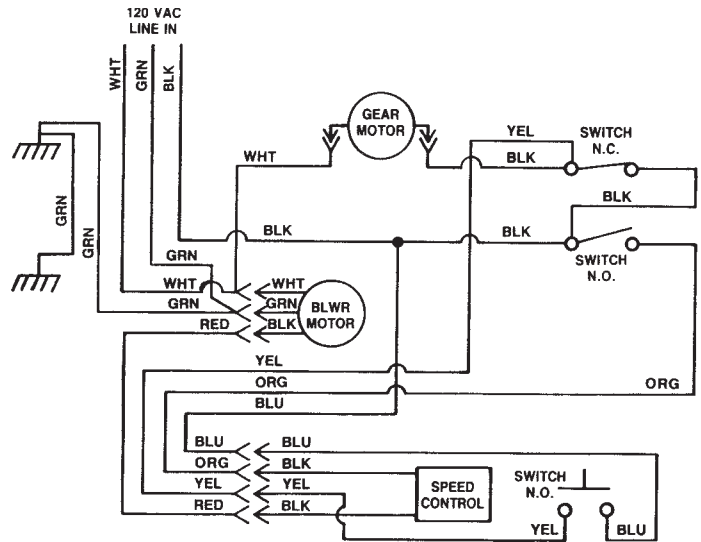 120 VAC
LINE IN
WHT
GRN
BLK
GEAR
MOTOR
YEL
SWITCH
N.C.
WHT
BLK
BLK
GRN
GRN
BLK
BLK
SWITCH
N.O.
GRN
WHT
WHT
GRN
GRN
BLWR
MOTOR
RED
BLK
YEL
ORG
ORG
BLU
BLU
BLU
ORG
BLK
YEL
YEL
RED
BLK
SPEED
CONTROL
SWITCH
N.O.
YEL
BLU